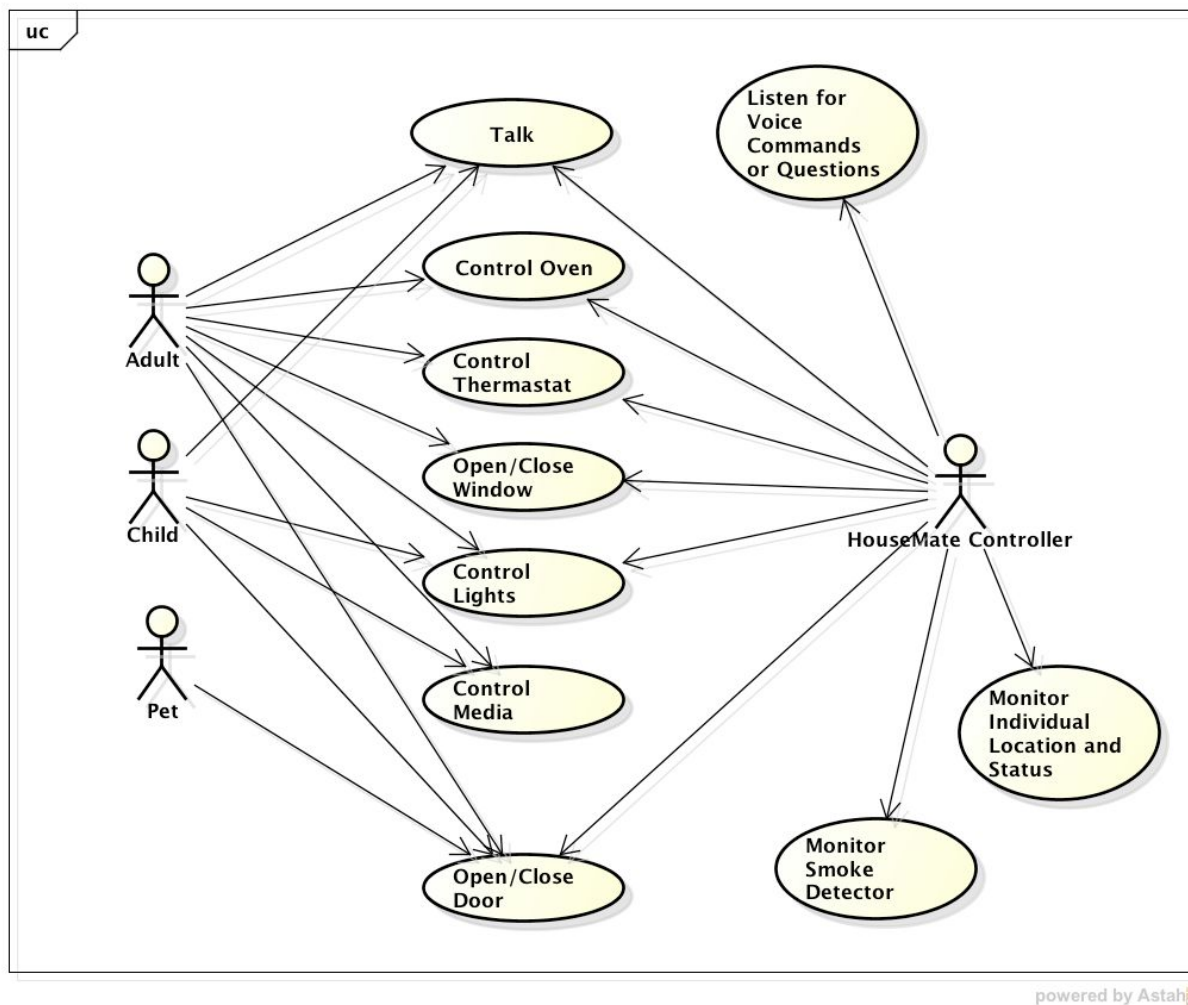 uc
Talk
Listen for
Voice
Commands
or Questions
Control Oven
Adult
Control
Thermastat
Child
Open/Close
Window
HouseMate Controller
Control
Lights
Pet
Control
Media
Monitor
Individual
Location and
Status
Open/Close
Door
Monitor
Smoke
Detector
powered by Astah